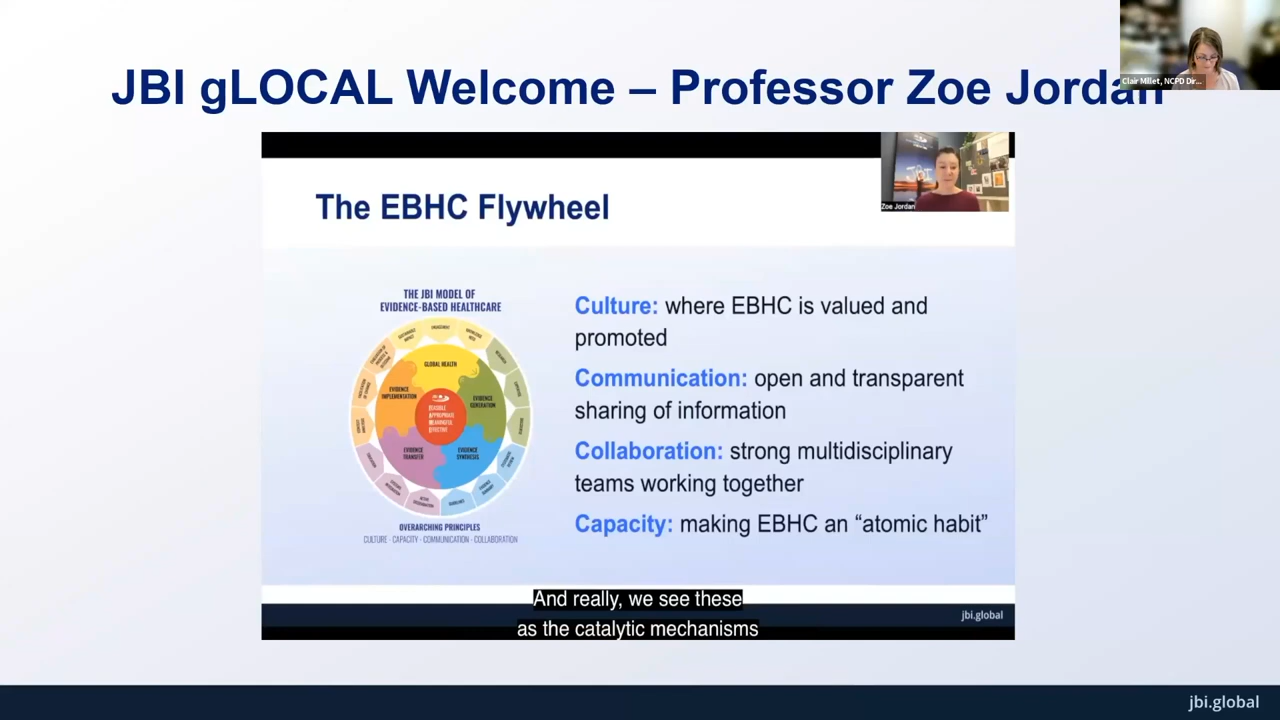 JBI gLOCAL Welcome – Professor Zoe Jordan
Clair Millet, NCPD Dir...
Zoe Jordan
The EBHC Flywheel
THE JBI MODEL OF
EVIDENCE-BASED HEALTHCARE
GLOBAL HEALTH
EVIDENCE
IMPLEMENTATION
EVIDENCE
GENERATION
FEASIBLE
APPROPRIATE
MEANINGFUL
EFFECTIVE
EVIDENCE
TRANSFER
EVIDENCE
SYNTHESIS
OVERARCHING PRINCIPLES
CULTURE · CAPACITY · COMMUNICATION · COLLABORATION
Culture: where EBHC is valued and
promoted
Communication: open and transparent
sharing of information
Collaboration: strong multidisciplinary
teams working together
Capacity: making EBHC an “atomic habit”
And really, we see these
as the catalytic mechanisms
jbi.global
jbi.global